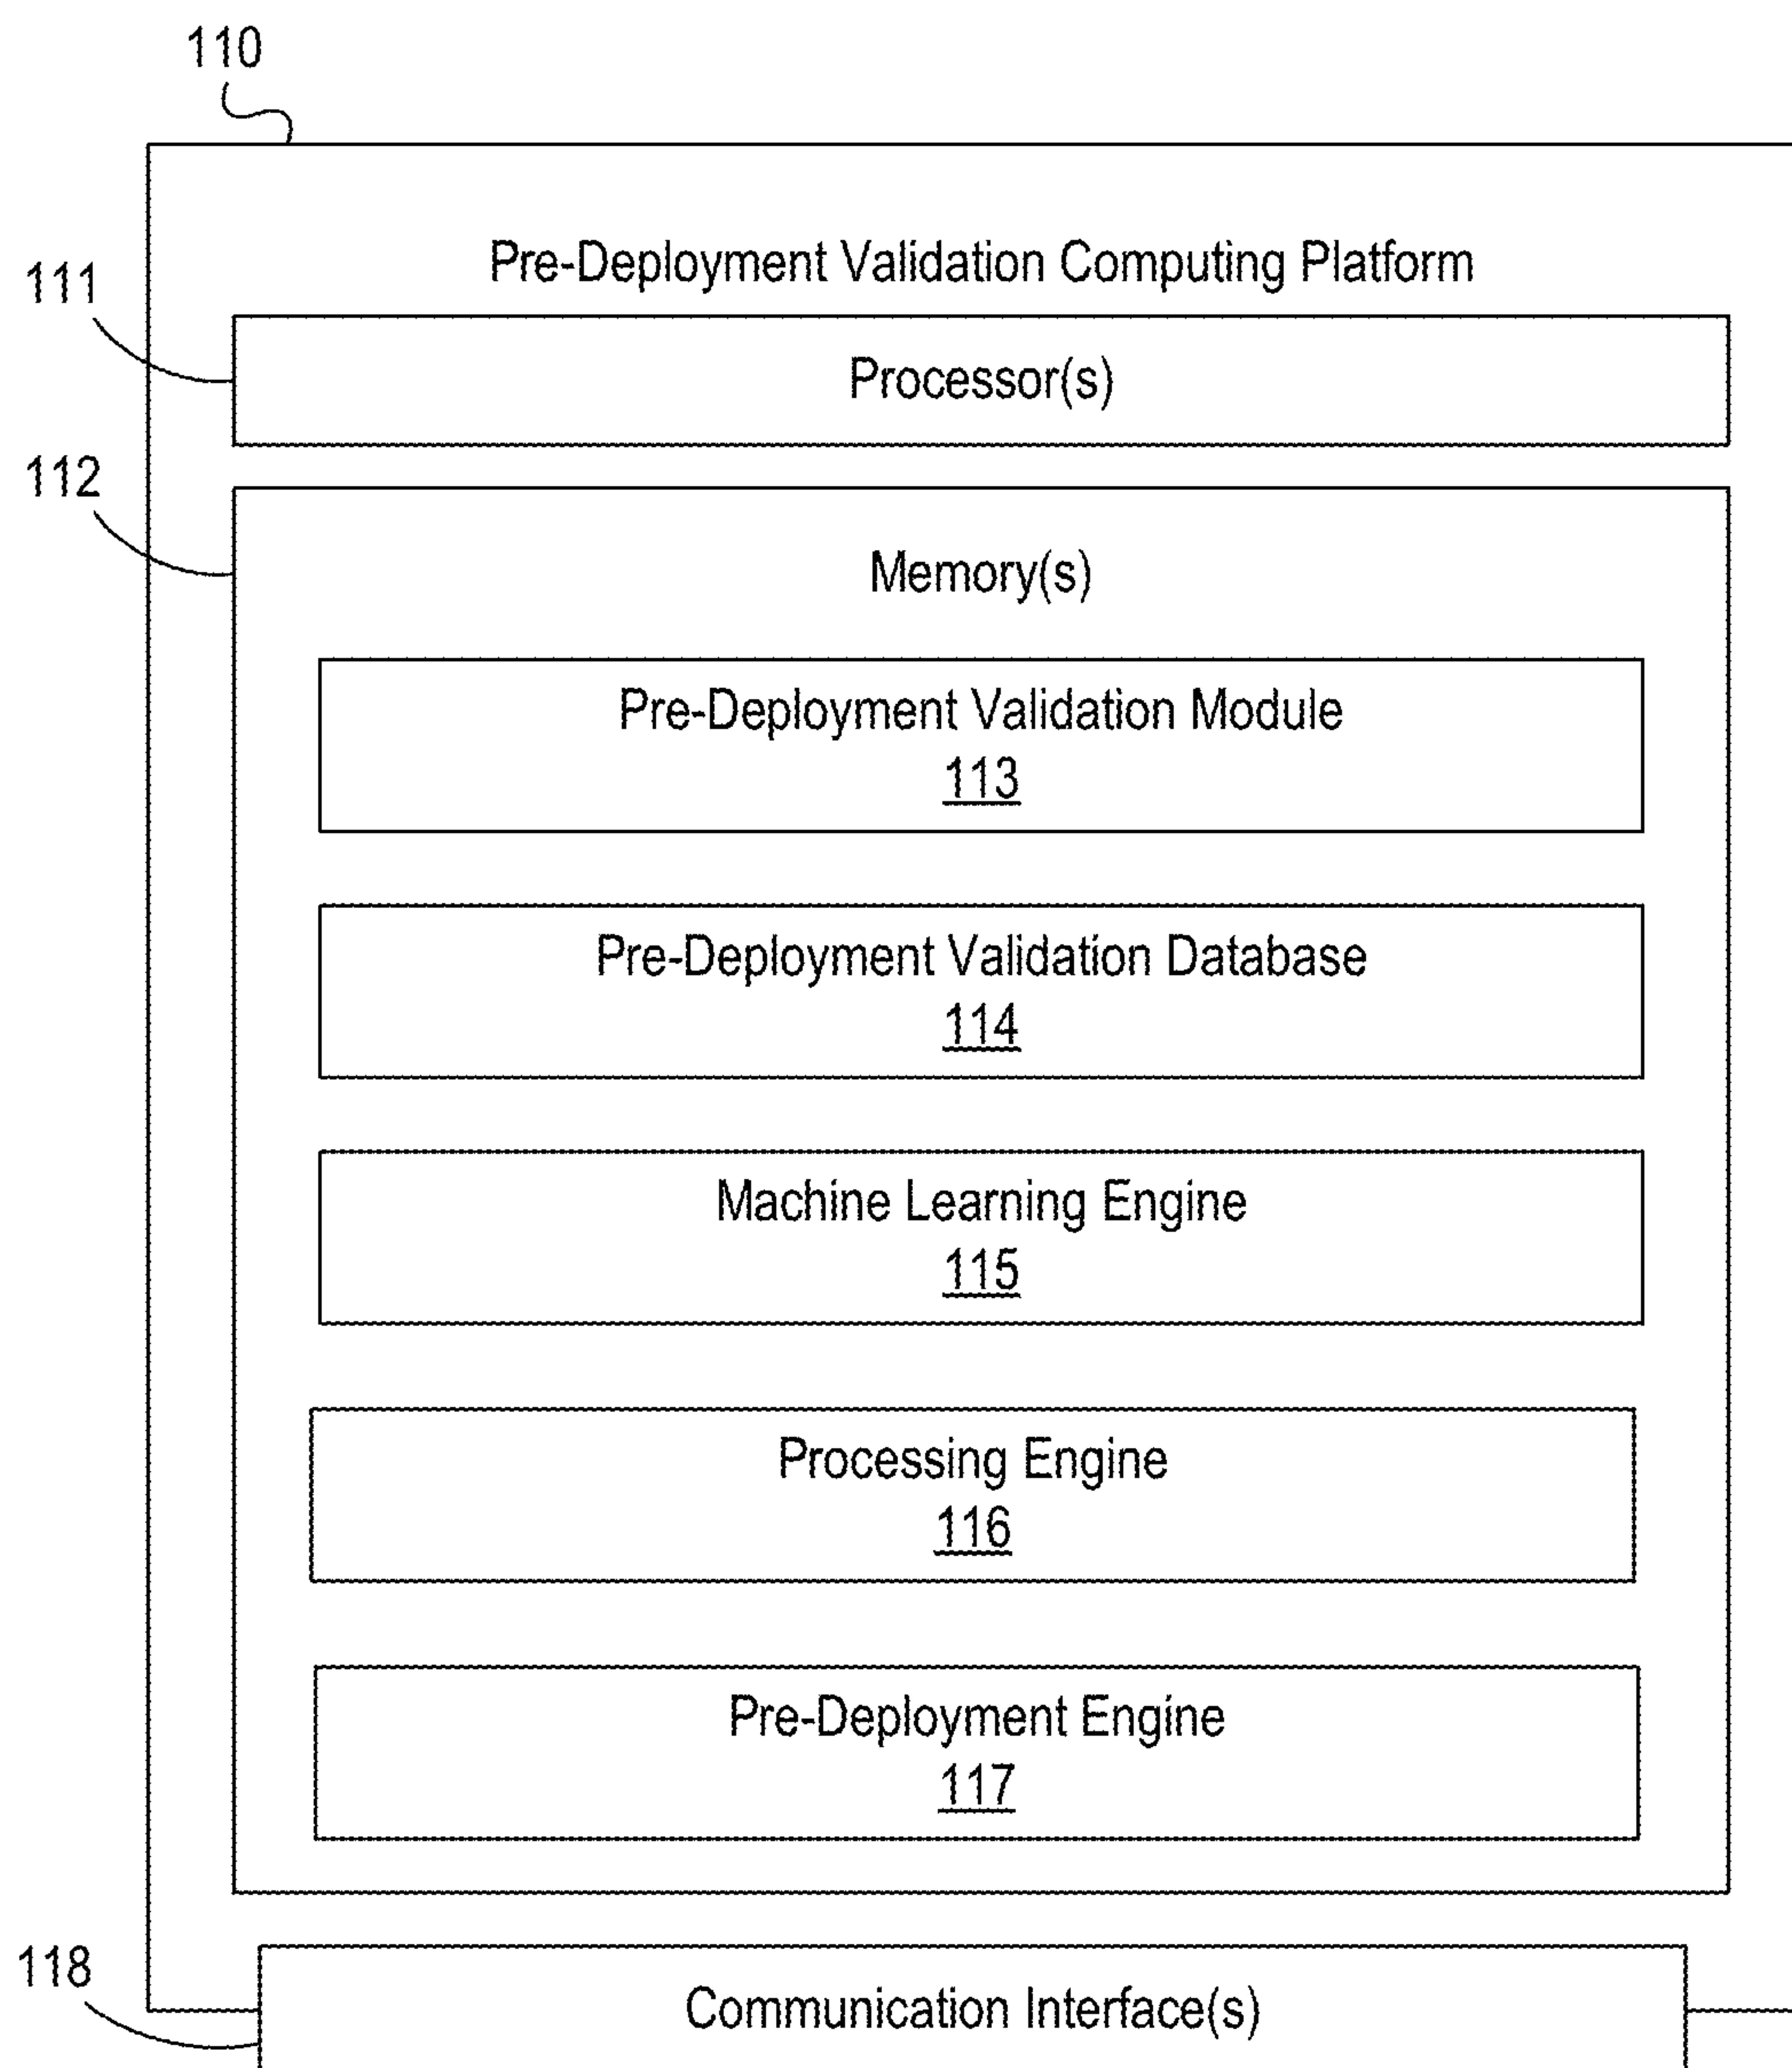 110
Pre-Deployment Validation Computing Platform
111
Processor(s)
112
Memory(s)
Pre-Deployment Validation Module
113
Pre-Deployment Validation Database
114
Machine Learning Engine
115
Processing Engine
116
Pre-Deployment Engine
117
118
Communication Interface(s)